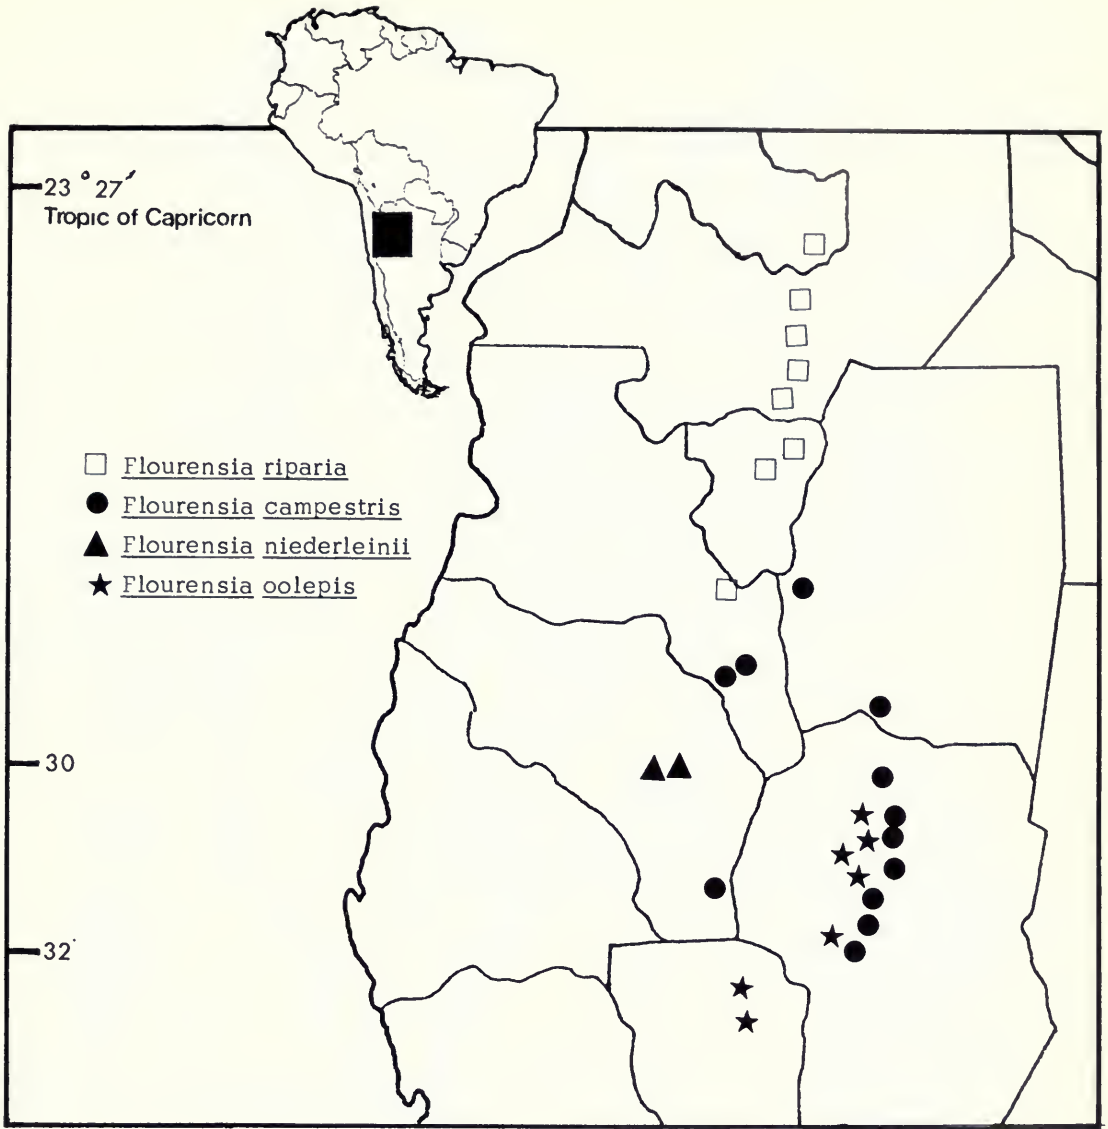 23°27′
Tropic of Capricorn
Flourensia riparia
Flourensia campestris
Flourensia niederleinii
Flourensia oolepis
30
32